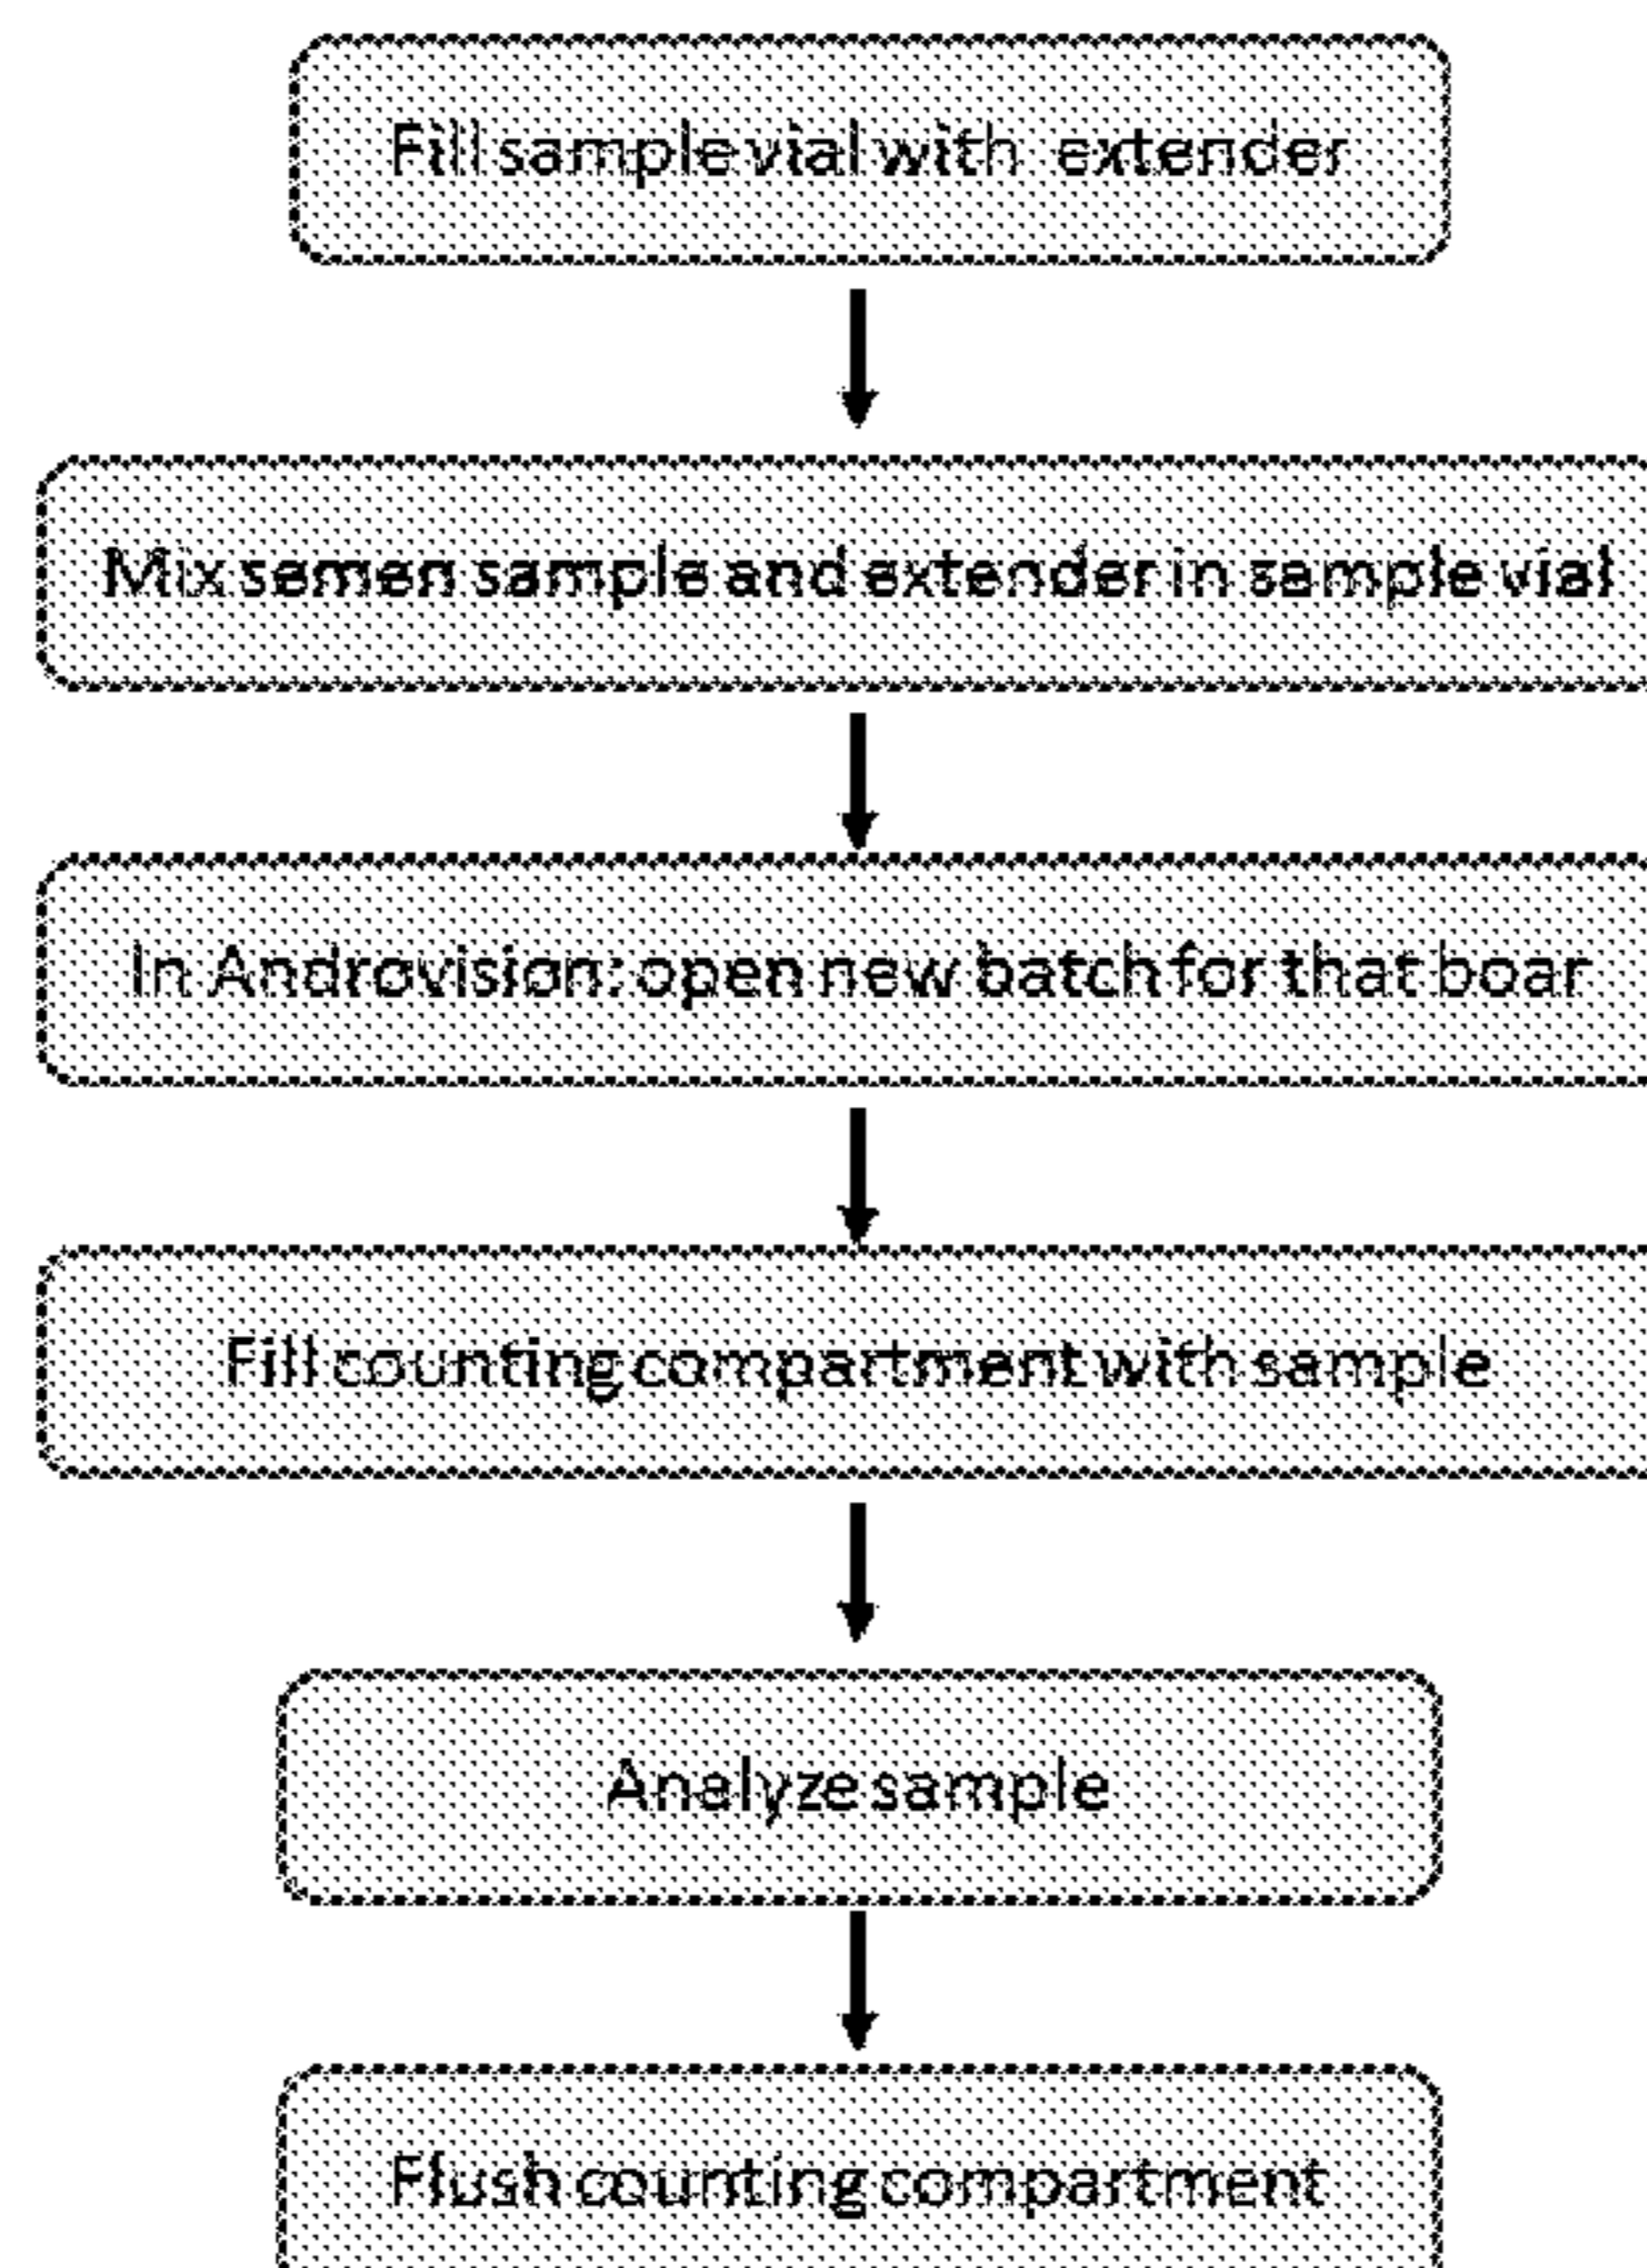 Fill sample vial with extender
Mix semen sample and extender in sample vial
In Androvision: open new batch for that boar
Fill counting compartment with sample
Analyze sample
Flush counting compartment